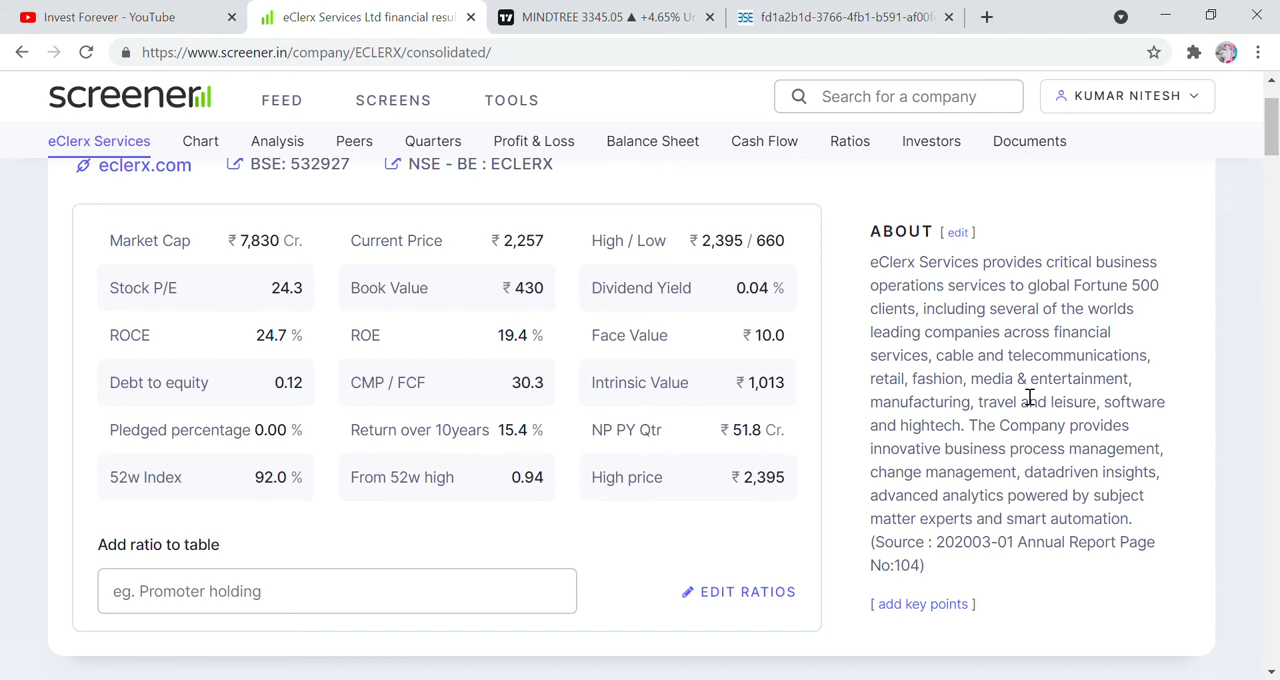 Invest Forever - YouTube
eClerx Services Ltd financial resu
MINDTREE 3345.05 ▲ +4.65% U
fd1a2b1d-3766-4fb1-b591-af00f
https://www.screener.in/company/ECLERX/consolidated/
screener
FEED
SCREENS
TOOLS
Search for a company
KUMAR NITESH
eClerx Services
Chart
Analysis
Peers
Quarters
Profit & Loss
Balance Sheet
Cash Flow
Ratios
Investors
Documents
eclerx.com
BSE: 532927
NSE - BE : ECLERX
Market Cap ₹ 7,830 Cr.
Current Price ₹ 2,257
High / Low ₹ 2,395 / 660
Stock P/E 24.3
Book Value ₹ 430
Dividend Yield 0.04 %
ROCE 24.7 %
ROE 19.4 %
Face Value ₹ 10.0
Debt to equity 0.12
CMP / FCF 30.3
Intrinsic Value ₹ 1,013
Pledged percentage 0.00 %
Return over 10years 15.4 %
NP PY Qtr ₹ 51.8 Cr.
52w Index 92.0 %
From 52w high 0.94
High price ₹ 2,395
Add ratio to table
eg. Promoter holding
EDIT RATIOS
ABOUT [ edit ]
eClerx Services provides critical business
operations services to global Fortune 500
clients, including several of the worlds
leading companies across financial
services, cable and telecommunications,
retail, fashion, media & entertainment,
manufacturing, travel and leisure, software
and hightech. The Company provides
innovative business process management,
change management, datadriven insights,
advanced analytics powered by subject
matter experts and smart automation.
(Source : 202003-01 Annual Report Page
No:104)
[ add key points ]